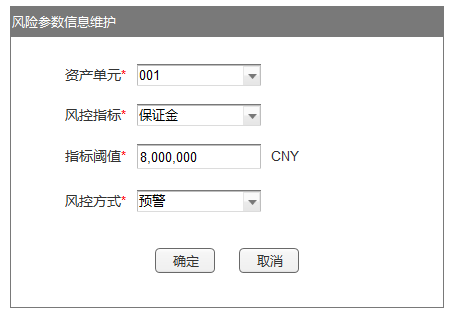 风险参数信息维护
资产单元* 001
风控指标* 保证金
指标阈值* 8,000,000 CNY
风控方式* 预警
确定 取消